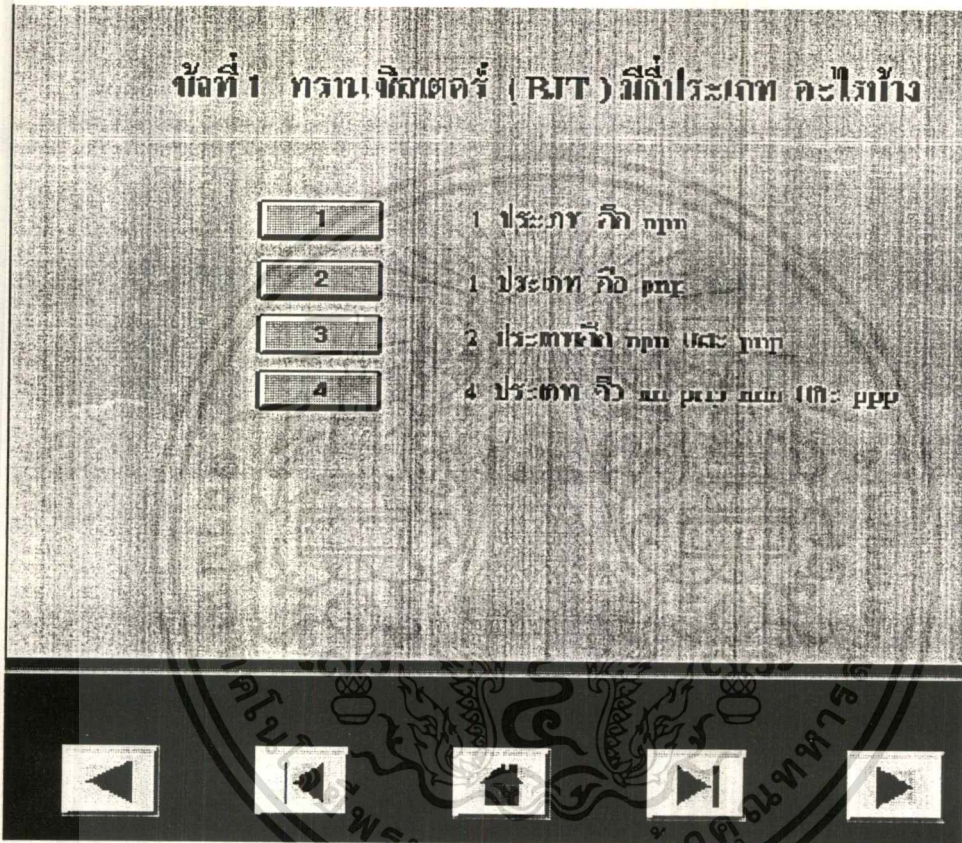 ข้อที่ 1 ทรานซิสเตอร์ (BJT) มีกี่ประเภท อะไรบ้าง
1 1 ประเภท คือ npn
2 1 ประเภท คือ pnp
3 2 ประเภทคือ npn และ pnp
4 4 ประเภท คือ และ ppp